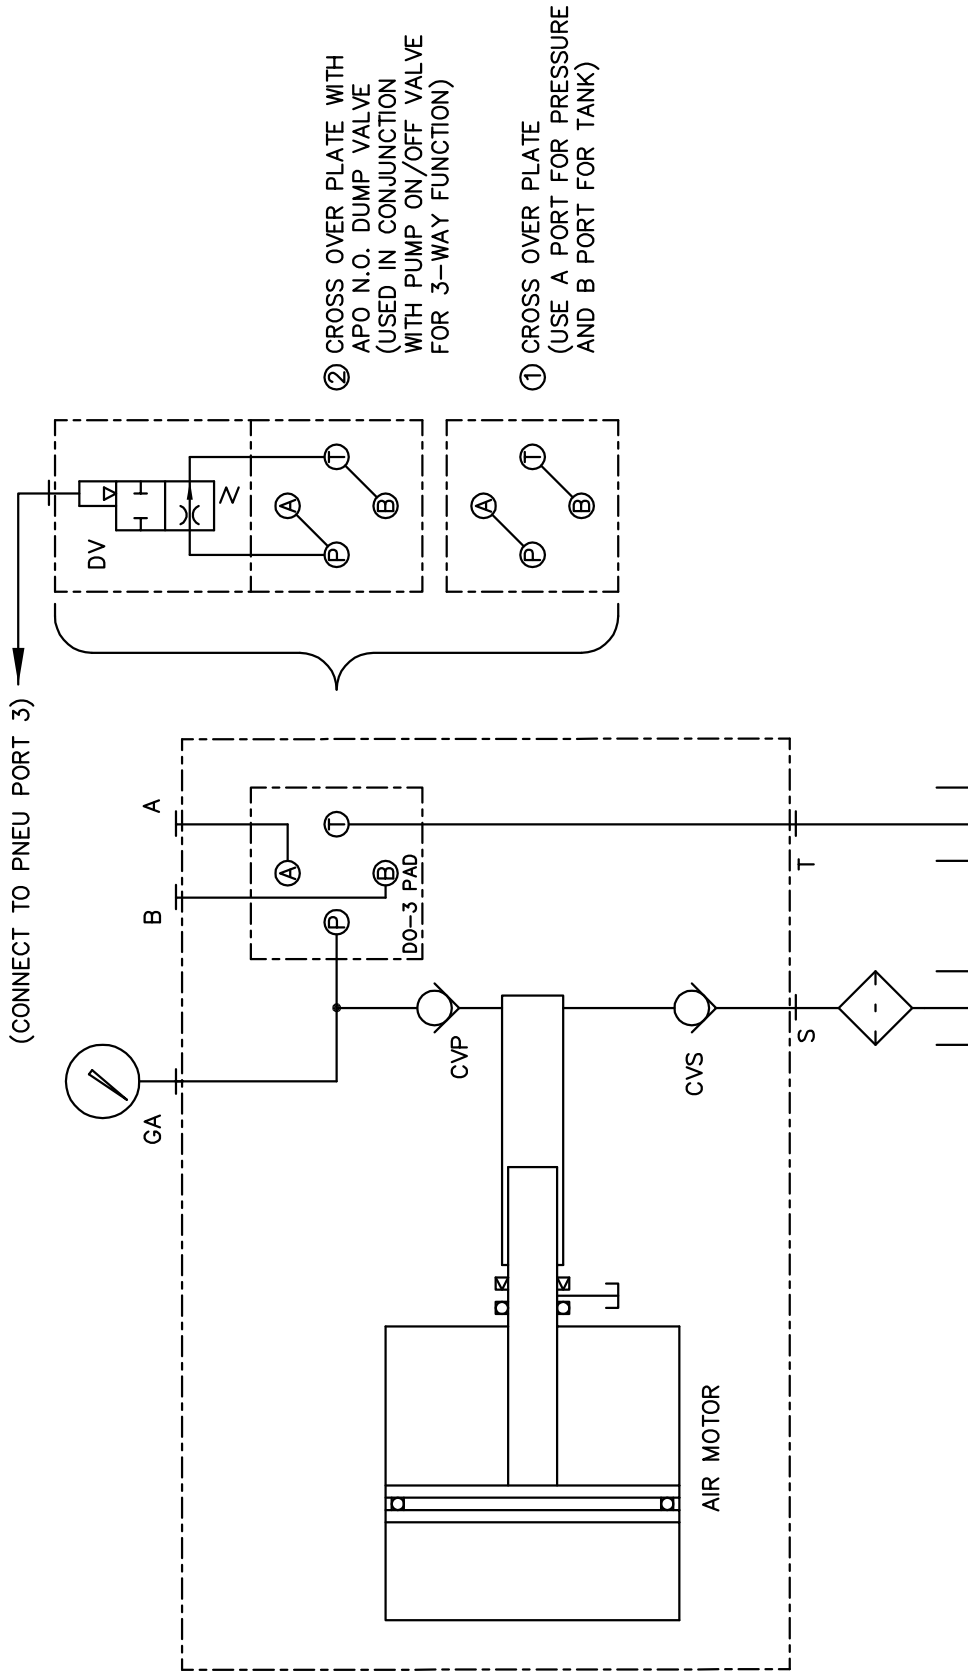 (CONNECT TO PNEU PORT 3)
DV
A
P
T
B
② CROSS OVER PLATE WITH
APO N.O. DUMP VALVE
(USED IN CONJUNCTION
WITH PUMP ON/OFF VALVE
FOR 3-WAY FUNCTION)
A
P
T
B
① CROSS OVER PLATE
(USE A PORT FOR PRESSURE
AND B PORT FOR TANK)
GA
B
A
A
P
T
B
DO-3 PAD
CVP
CVS
S
T
AIR MOTOR